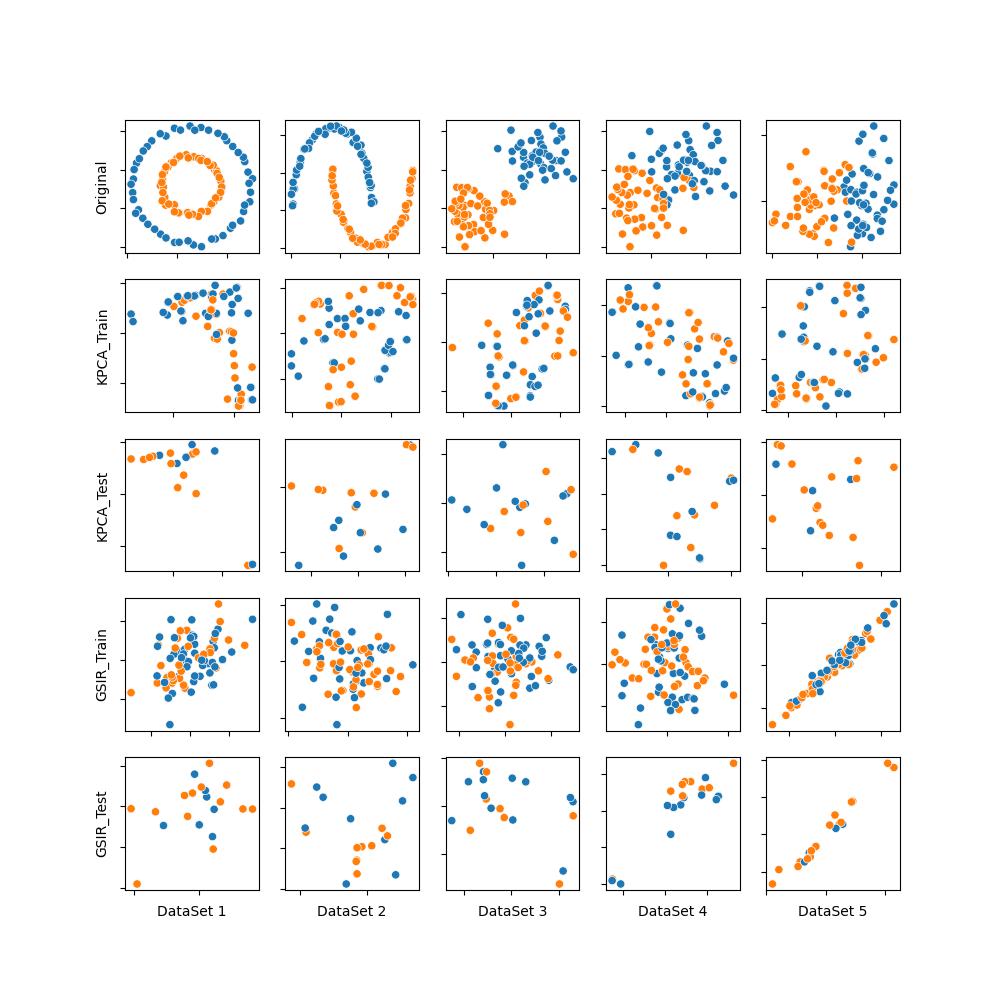 Original
KPCA_Train
KPCA_Test
GSIR_Train
GSIR_Test
DataSet 1
DataSet 2
DataSet 3
DataSet 4
DataSet 5